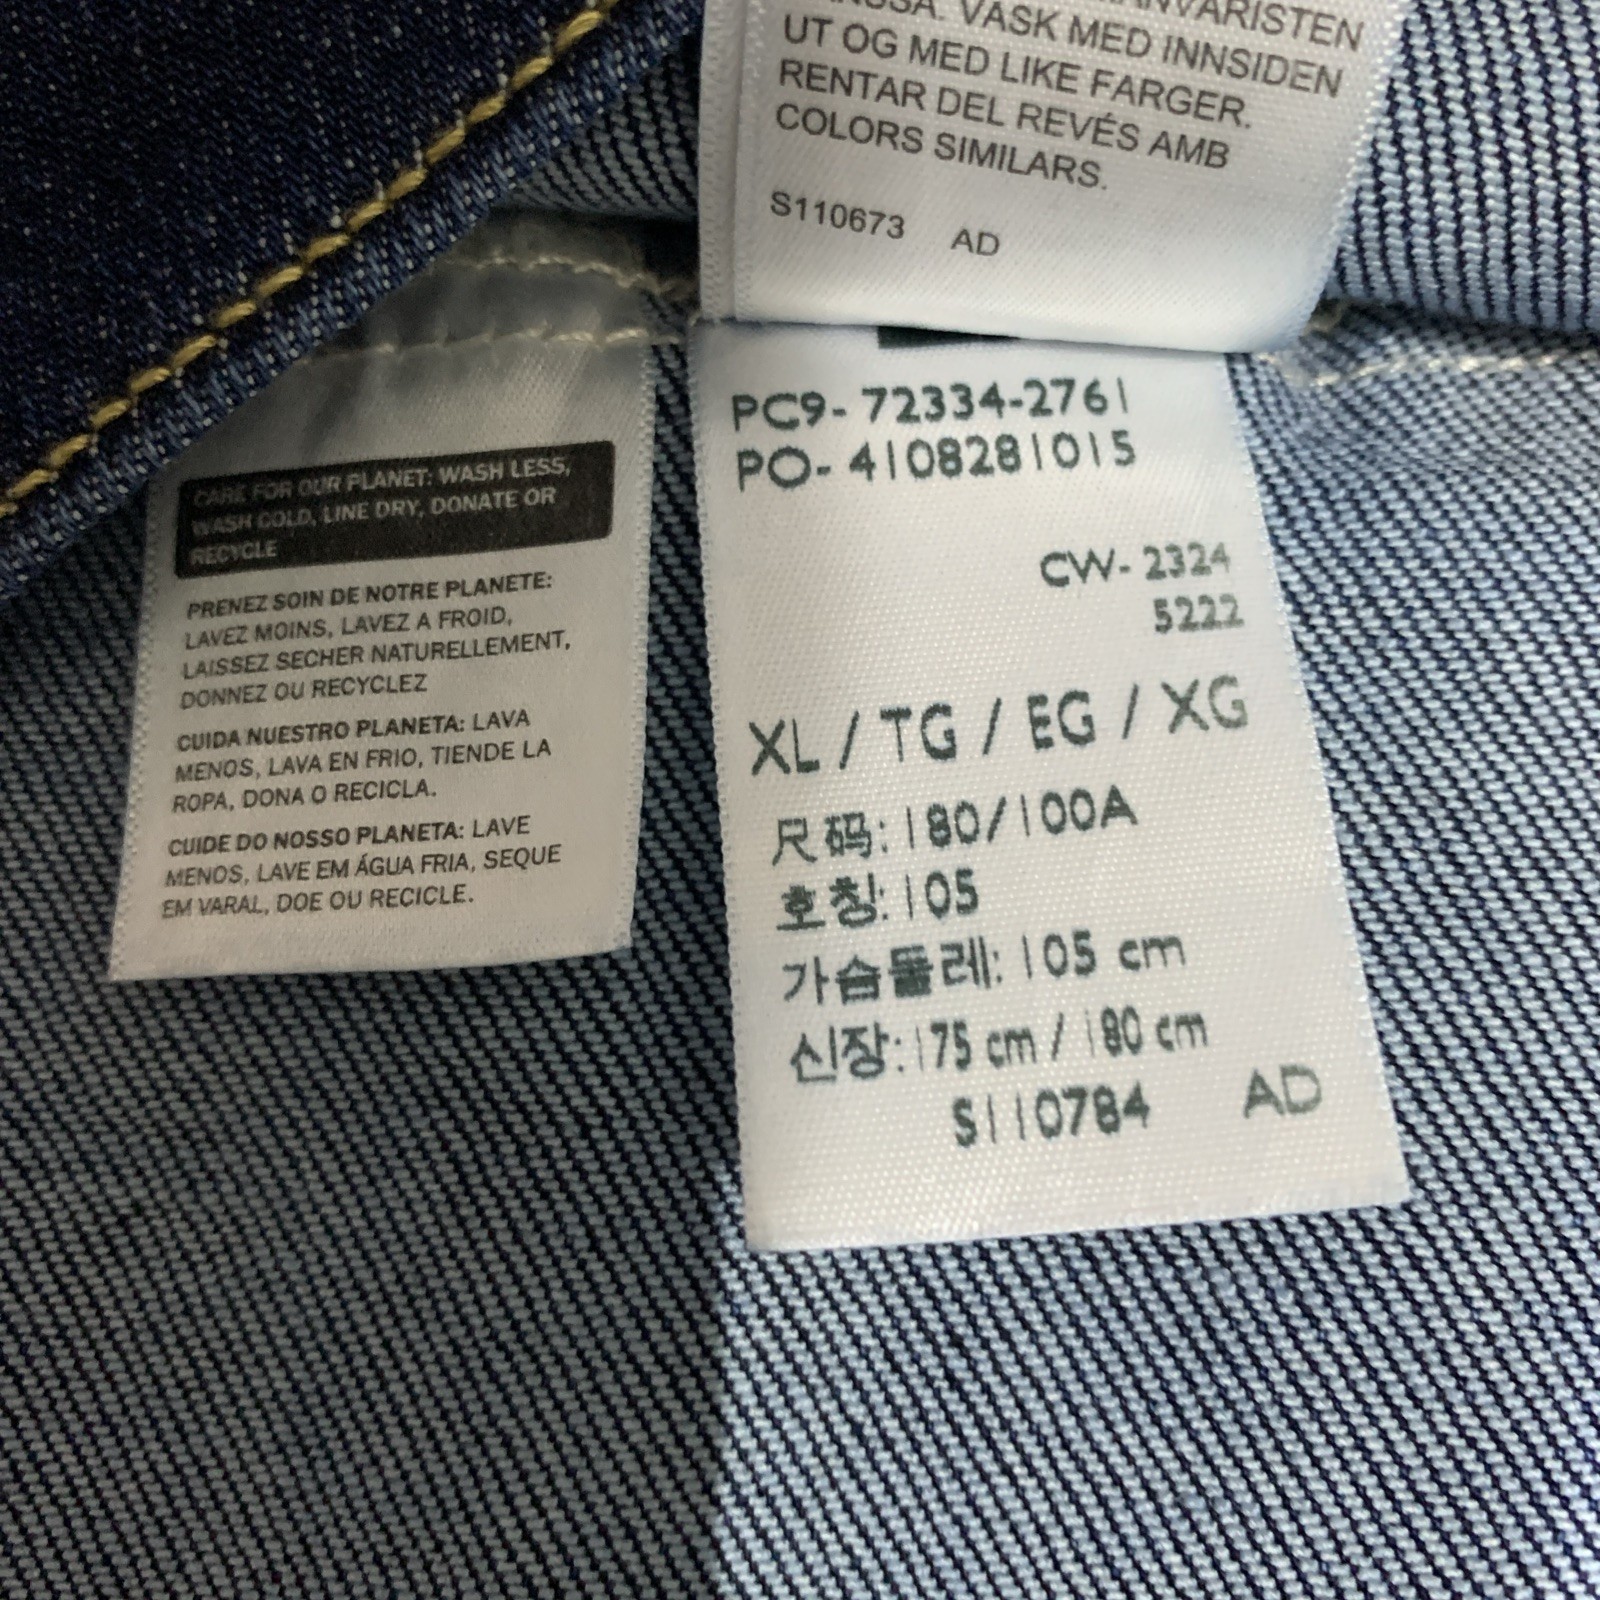 VASK MED INNSIDEN
UT OG MED LIKE FARGER.
RENTAR DEL REVÉS AMB
COLORS SIMILARS.
S110673 AD
CARE FOR OUR PLANET: WASH LESS,
WASH COLD, LINE DRY, DONATE OR
RECYCLE
PRENEZ SOIN DE NOTRE PLANETE:
LAVEZ MOINS, LAVEZ A FROID,
LAISSEZ SECHER NATURELLEMENT,
DONNEZ OU RECYCLEZ
CUIDA NUESTRO PLANETA: LAVA
MENOS, LAVA EN FRIO, TIENDE LA
ROPA, DONA O RECICLA.
CUIDE DO NOSSO PLANETA: LAVE
MENOS, LAVE EM ÁGUA FRIA, SEQUE
EM VARAL, DOE OU RECICLE.
PC9- 72334-2761
PO- 4108281015
CW- 2324
5222
XL / TG / EG / XG
尺码: 180/100A
호칭: 105
가슴둘레: 105 cm
신장: 175 cm / 180 cm
S110784 AD